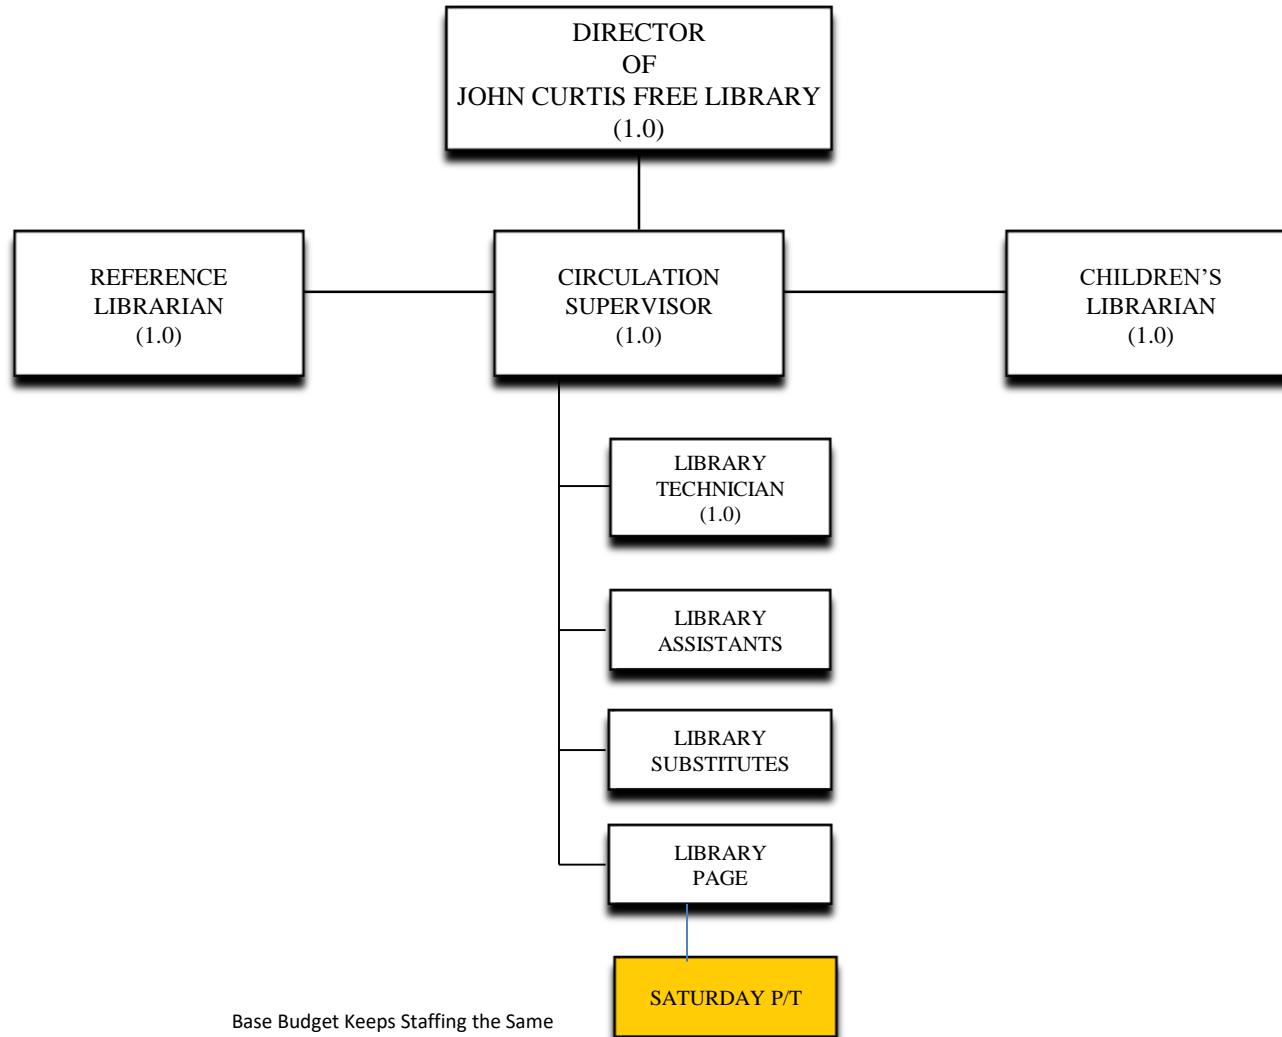 DIRECTOR
OF
JOHN CURTIS FREE LIBRARY
(1.0)
REFERENCE
LIBRARIAN
(1.0)
CIRCULATION
SUPERVISOR
(1.0)
CHILDREN’S
LIBRARIAN
(1.0)
LIBRARY
TECHNICIAN
(1.0)
LIBRARY
ASSISTANTS
LIBRARY
SUBSTITUTES
LIBRARY
PAGE
SATURDAY P/T
Base Budget Keeps Staffing the Same